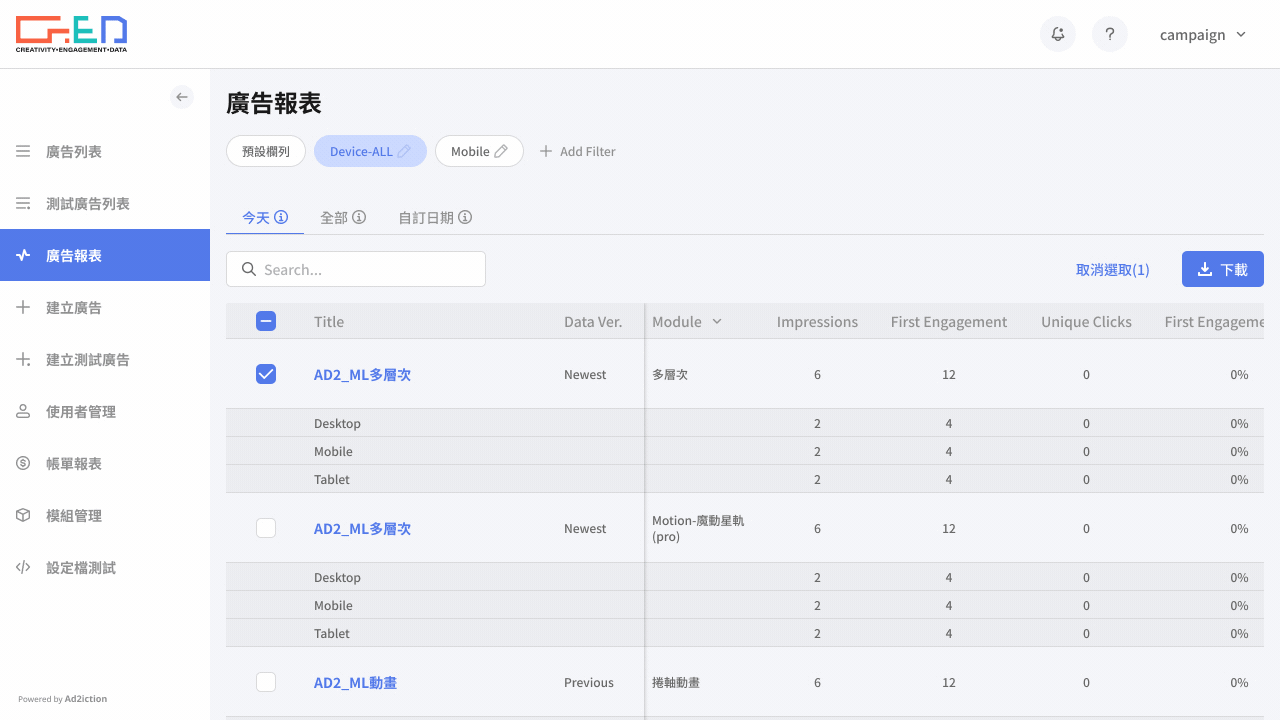 CREATIVITY•ENGAGEMENT•DATA
campaign
廣告列表
測試廣告列表
廣告報表
建立廣告
建立測試廣告
使用者管理
帳單報表
模組管理
設定檔測試
Powered by Ad2iction
廣告報表
預設欄列
Device-ALL
Mobile
Add Filter
今天
全部
自訂日期
Search...
取消選取(1)
下載
Title Data Ver. Module Impressions First Engagement Unique Clicks First Engageme
AD2_ML多層次 Newest 多層次 6 12 0 0%
Desktop 2 4 0 0%
Mobile 2 4 0 0%
Tablet 2 4 0 0%
AD2_ML多層次 Newest Motion-魔動星軌
(pro) 6 12 0 0%
Desktop 2 4 0 0%
Mobile 2 4 0 0%
Tablet 2 4 0 0%
AD2_ML動畫 Previous 捲軸動畫 6 12 0 0%